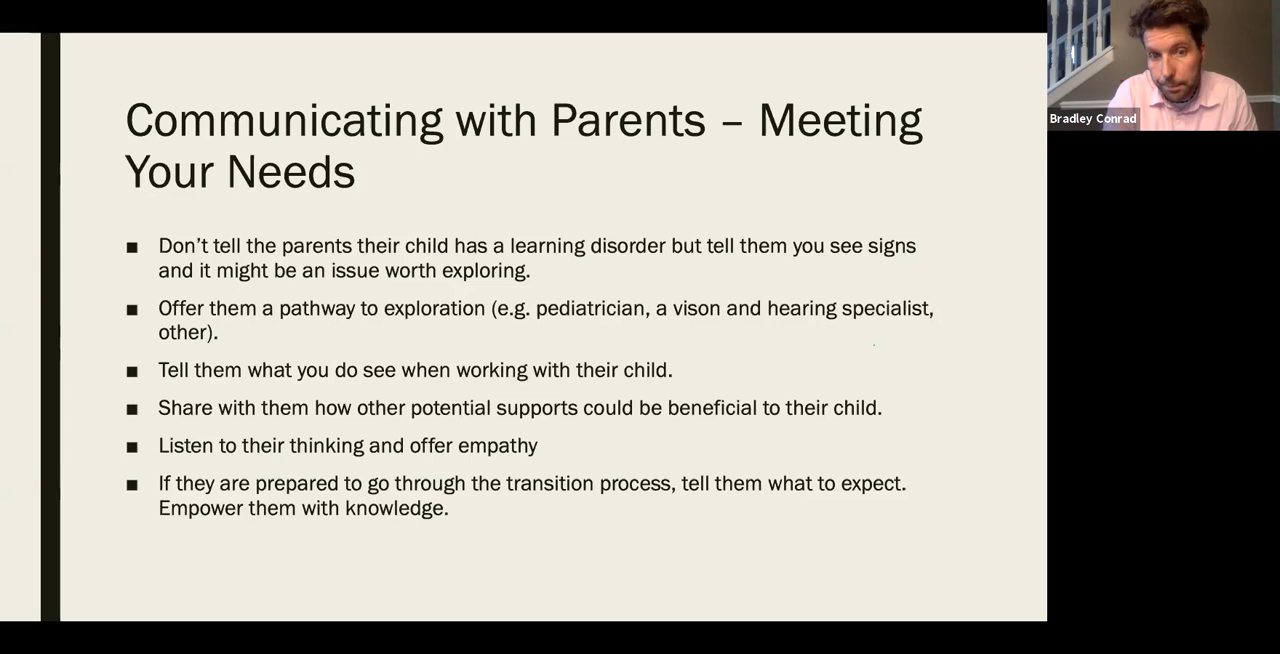 Communicating with Parents – Meeting
Your Needs
■ Don’t tell the parents their child has a learning disorder but tell them you see signs
and it might be an issue worth exploring.
■ Offer them a pathway to exploration (e.g. pediatrician, a vison and hearing specialist,
other).
■ Tell them what you do see when working with their child.
■ Share with them how other potential supports could be beneficial to their child.
■ Listen to their thinking and offer empathy
■ If they are prepared to go through the transition process, tell them what to expect.
Empower them with knowledge.
Bradley Conrad